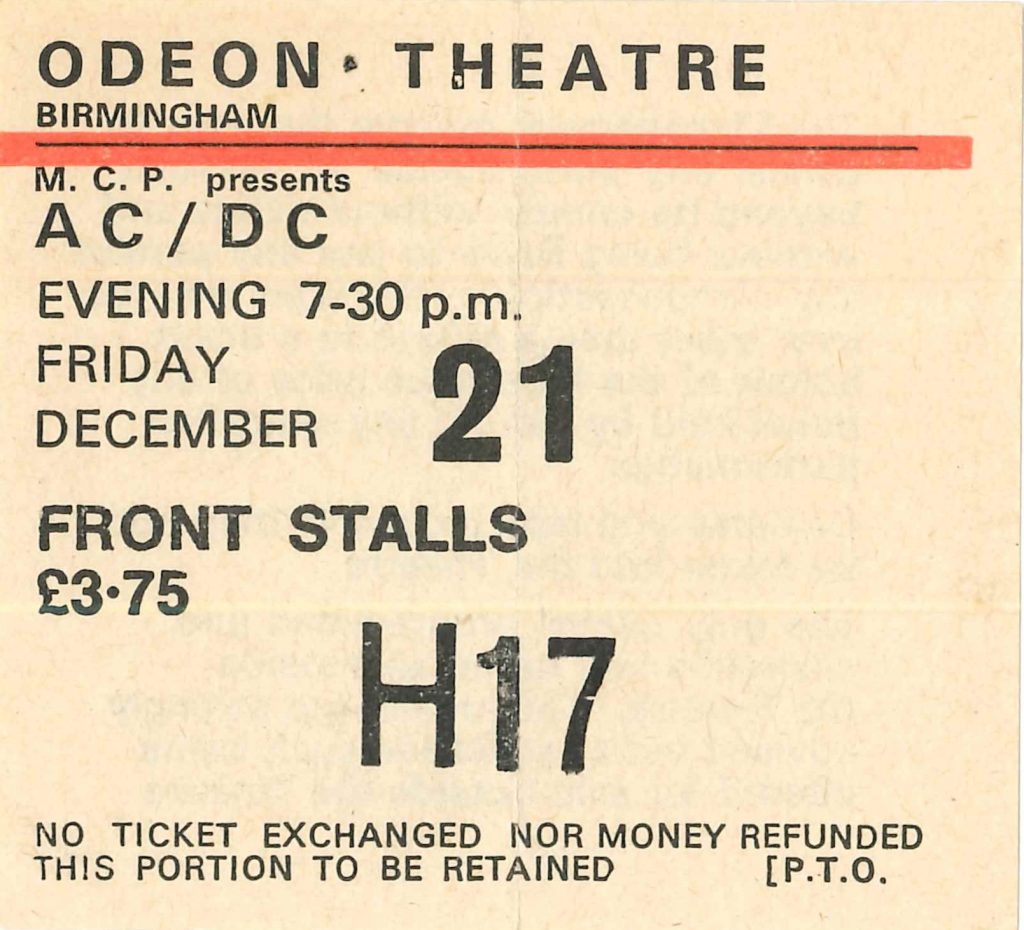 ODEON · THEATRE
BIRMINGHAM
M. C. P. presents
AC/DC
EVENING 7-30 p.m.
FRIDAY
DECEMBER 21
FRONT STALLS
£3·75
H17
NO TICKET EXCHANGED NOR MONEY REFUNDED
THIS PORTION TO BE RETAINED [P.T.O.